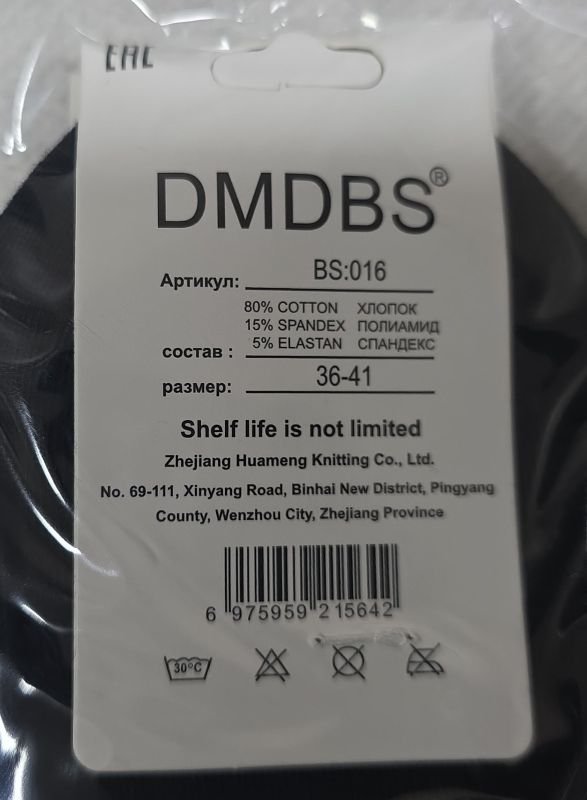 EAC
DMDBS®
Артикул: BS:016
80% COTTON ХЛОПОК
15% SPANDEX ПОЛИАМИД
состав : 5% ELASTAN СПАНДЕКС
размер: 36-41
Shelf life is not limited
Zhejiang Huameng Knitting Co., Ltd.
No. 69-111, Xinyang Road, Binhai New District, Pingyang
County, Wenzhou City, Zhejiang Province
6 975959 215642
30°C